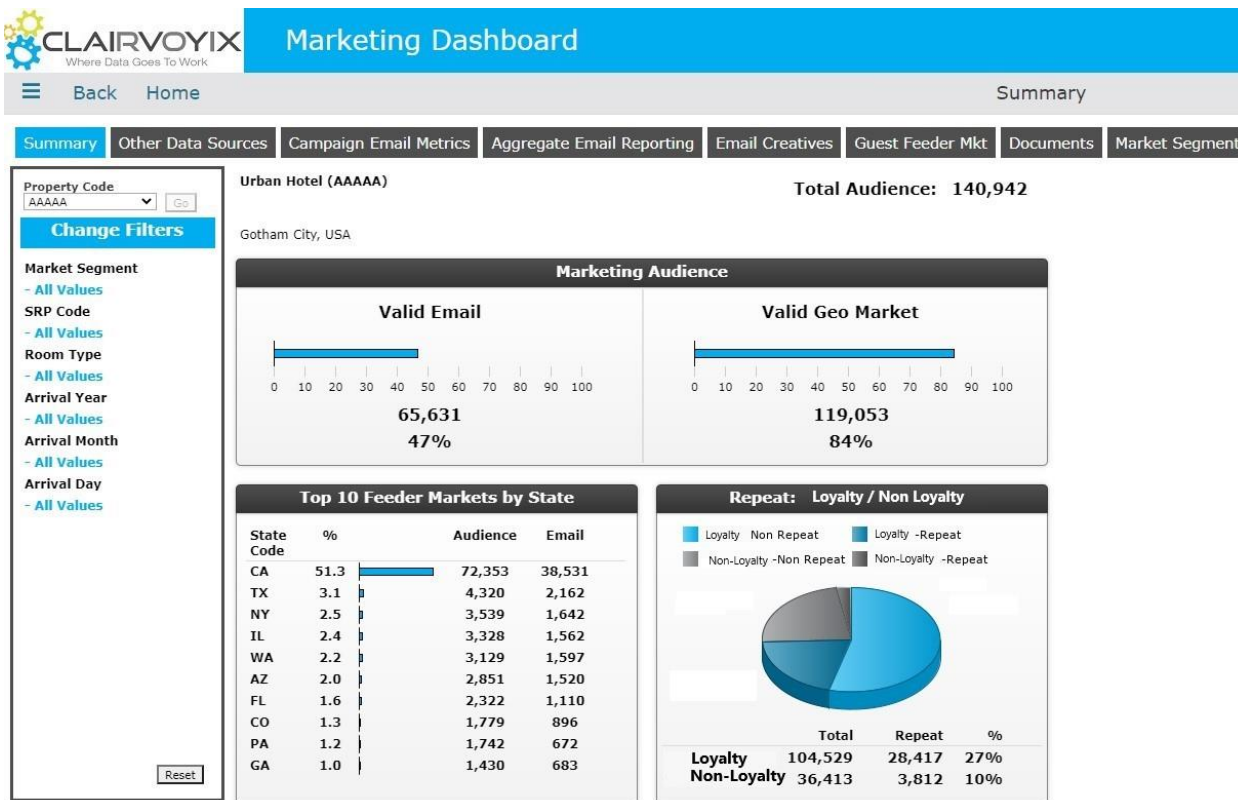 CLAIRVOYIX
Where Data Goes To Work
Marketing Dashboard
☰ Back Home Summary
Summary Other Data Sources Campaign Email Metrics Aggregate Email Reporting Email Creatives Guest Feeder Mkt Documents Market Segment
Property Code
AAAAA Go
Change Filters
Market Segment
- All Values
SRP Code
- All Values
Room Type
- All Values
Arrival Year
- All Values
Arrival Month
- All Values
Arrival Day
- All Values
Reset
Urban Hotel (AAAAA)
Total Audience: 140,942
Gotham City, USA
Marketing Audience
Valid Email
0 10 20 30 40 50 60 70 80 90 100
65,631
47%
Valid Geo Market
0 10 20 30 40 50 60 70 80 90 100
119,053
84%
Top 10 Feeder Markets by State
State Code % Audience Email
CA 51.3 72,353 38,531
TX 3.1 4,320 2,162
NY 2.5 3,539 1,642
IL 2.4 3,328 1,562
WA 2.2 3,129 1,597
AZ 2.0 2,851 1,520
FL 1.6 2,322 1,110
CO 1.3 1,779 896
PA 1.2 1,742 672
GA 1.0 1,430 683
Repeat: Loyalty / Non Loyalty
Loyalty Non Repeat Loyalty -Repeat
Non-Loyalty -Non Repeat Non-Loyalty -Repeat
Total Repeat %
Loyalty 104,529 28,417 27%
Non-Loyalty 36,413 3,812 10%